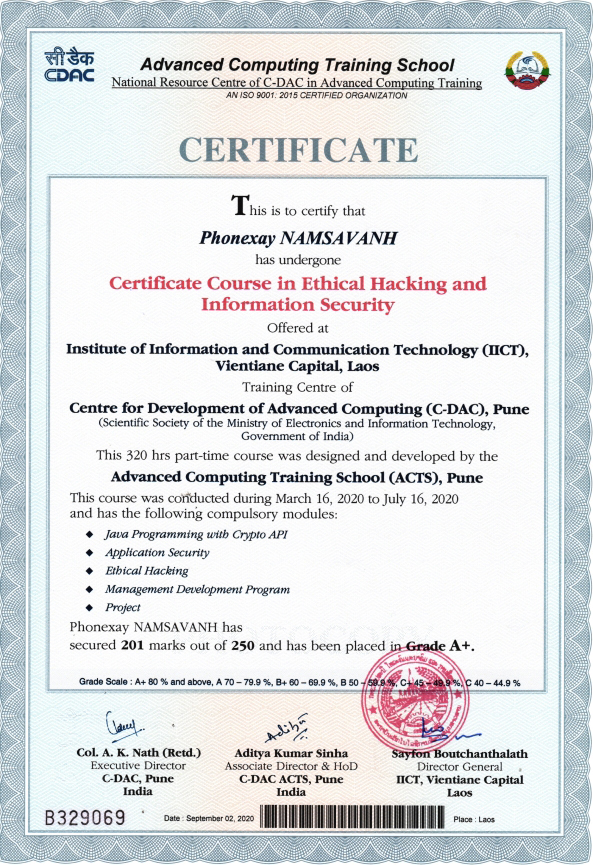 सी डैक
CDAC
Advanced Computing Training School
National Resource Centre of C-DAC in Advanced Computing Training
AN ISO 9001: 2015 CERTIFIED ORGANIZATION
CERTIFICATE
This is to certify that
Phonexay NAMSAVANH
has undergone
Certificate Course in Ethical Hacking and
Information Security
Offered at
Institute of Information and Communication Technology (IICT),
Vientiane Capital, Laos
Training Centre of
Centre for Development of Advanced Computing (C-DAC), Pune
(Scientific Society of the Ministry of Electronics and Information Technology,
Government of India)
This 320 hrs part-time course was designed and developed by the
Advanced Computing Training School (ACTS), Pune
This course was conducted during March 16, 2020 to July 16, 2020
and has the following compulsory modules:
◆ Java Programming with Crypto API
◆ Application Security
◆ Ethical Hacking
◆ Management Development Program
◆ Project
Phonexay NAMSAVANH has
secured 201 marks out of 250 and has been placed in Grade A+.
Grade Scale : A+ 80 % and above, A 70 – 79.9 %, B+ 60 – 69.9 %, B 50 – 59.9 %, C+ 45 – 49.9 %, C 40 – 44.9 %
Col. A. K. Nath (Retd.)
Executive Director
C-DAC, Pune
India
Aditya Kumar Sinha
Associate Director & HoD
C-DAC ACTS, Pune
India
Sayfon Boutchanthalath
Director General
IICT, Vientiane Capital
Laos
B329069
Date : September 02, 2020
Place : Laos